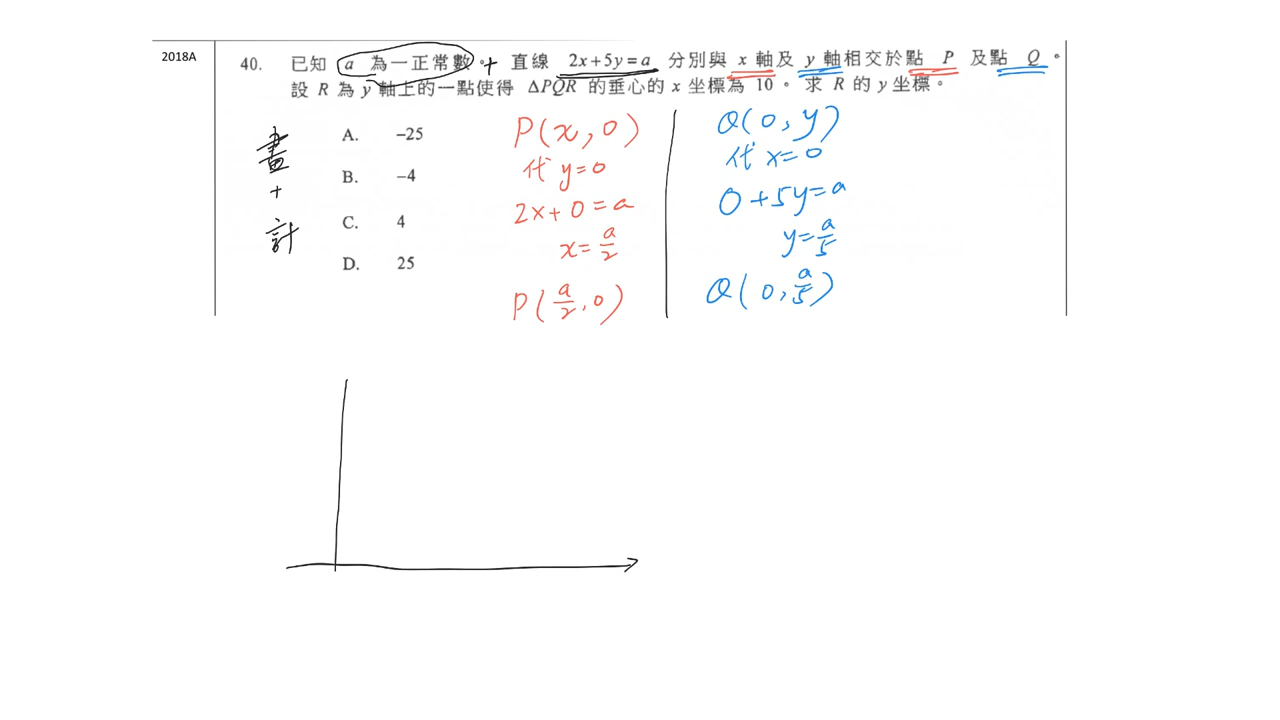 2018A
40. 已知 a 為一正常數。+ 直線 2x+5y=a 分別與 x 軸及 y 軸相交於點 P 及點 Q。
設 R 為 y 軸上的一點使得 ΔPQR 的垂心的 x 坐標為 10。求 R 的 y 坐標。
A. −25
B. −4
C. 4
D. 25
畫
+
計
P(x,0)
代 y=0
2x+0=a
x=a/2
P(a/2,0)
Q(0,y)
代 x=0
0+5y=a
y=a/5
Q(0,a/5)